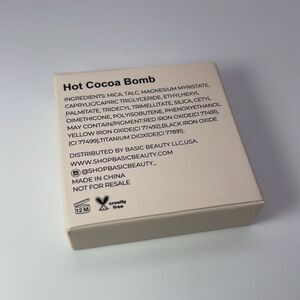 Hot Cocoa Bomb
INGREDIENTS: MICA, TALC, MAGNESIUM MYRISTATE,
CAPRYLIC/CAPRIC TRIGLYCERIDE, ETHYLHEXYL
PALMITATE, TRIDECYL TRIMELLITATE, SILICA, CETYL
DIMETHICONE, POLYISOBUTENE, PHENOXYETHANOL.
MAY CONTAIN/PIGMENT:RED IRON OXIDE(CI 77491),
YELLOW IRON OXIDE(CI 77492),BLACK IRON OXIDE
(CI 77499),TITANIUM DIOXIDE(CI 77891).
DISTRIBUTED BY BASIC BEAUTY LLC,USA.
WWW.SHOPBASICBEAUTY.COM
@SHOPBASICBEAUTY_
MADE IN CHINA
NOT FOR RESALE
12 M
cruelty
free